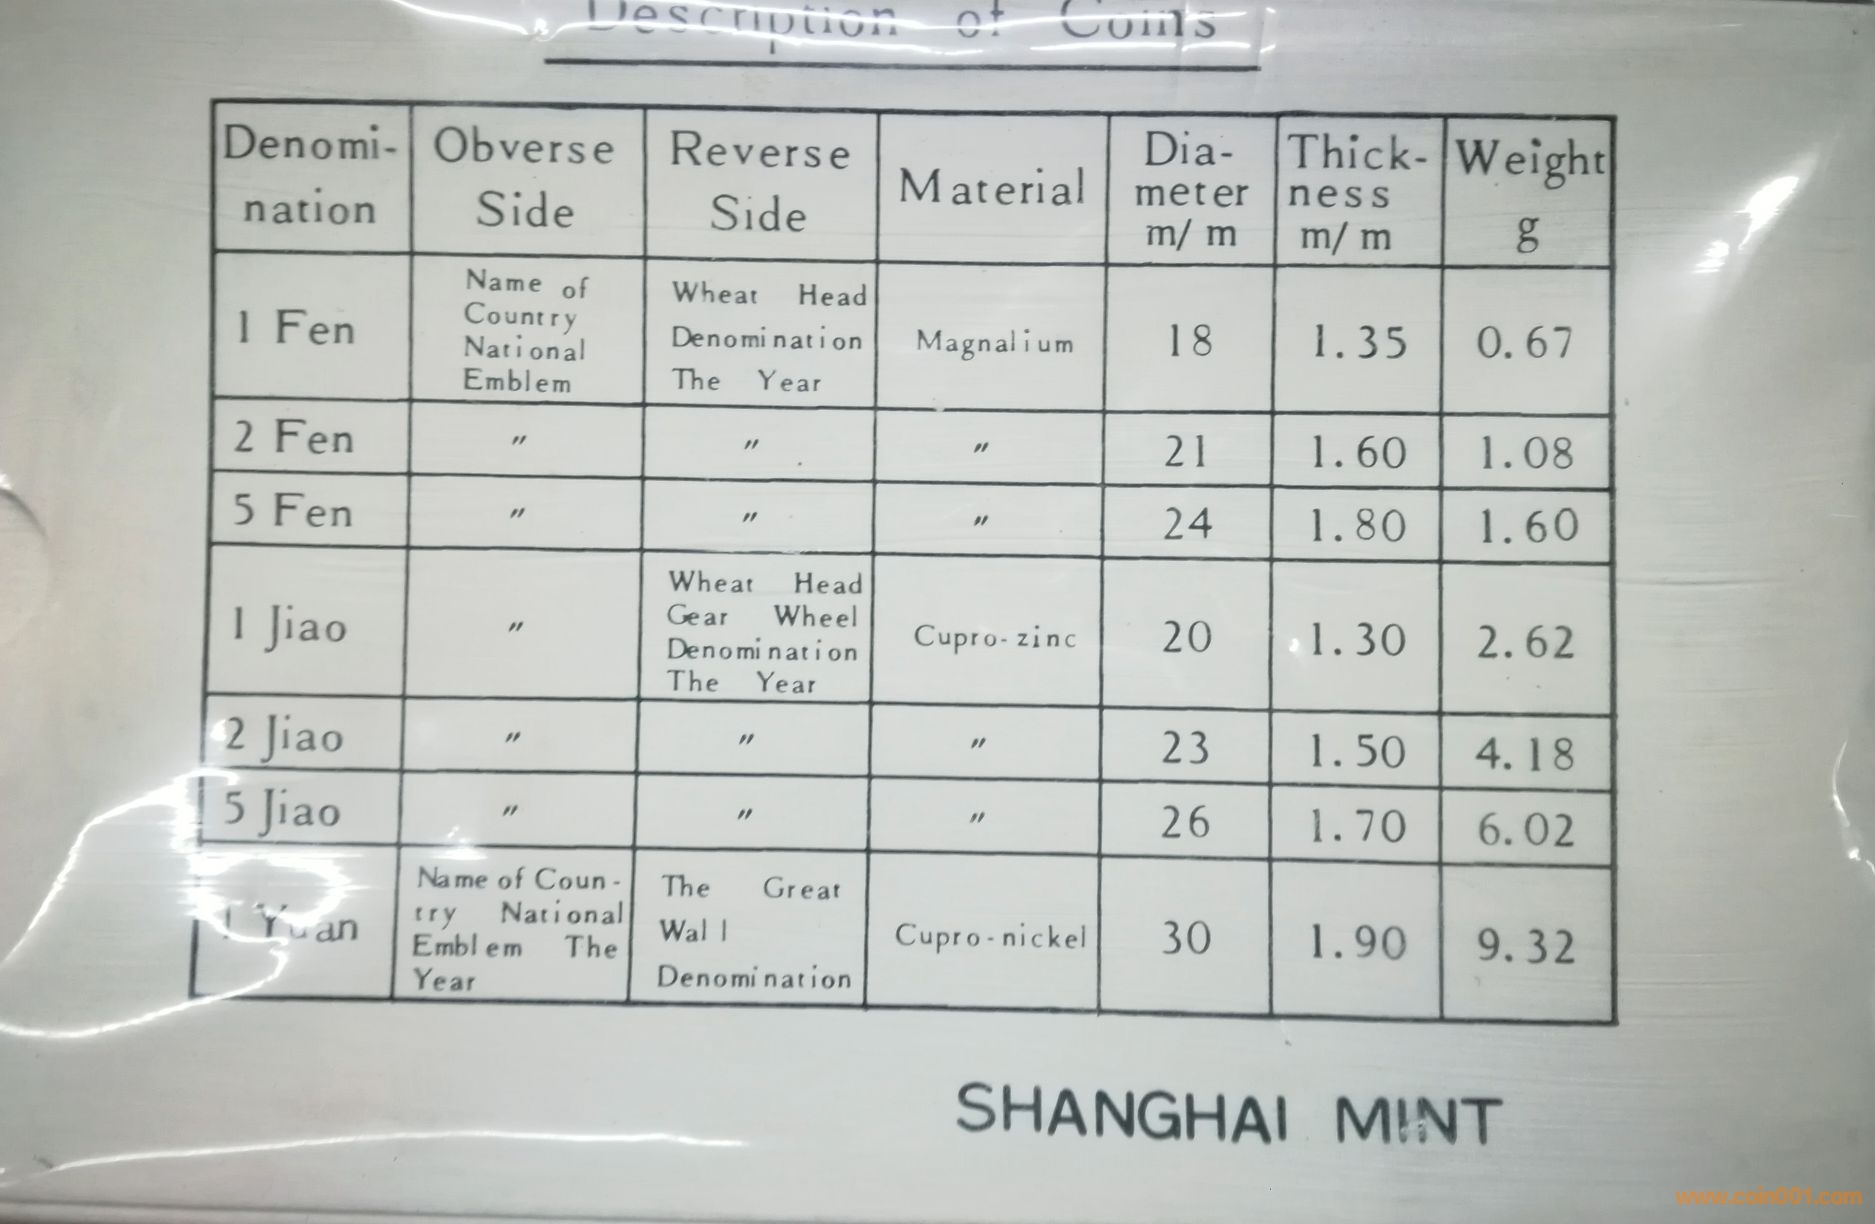 Description of Coins
Denomi-
nation
Obverse
Side
Reverse
Side
Material
Dia-
meter
m/ m
Thick-
ness
m/ m
Weight
g
1 Fen
Name of
Country
National
Emblem
Wheat Head
Denomination
The Year
Magnalium
18
1.35
0.67
2 Fen
〃
〃
〃
21
1.60
1.08
5 Fen
〃
〃
〃
24
1.80
1.60
1 Jiao
〃
Wheat Head
Gear Wheel
Denomination
The Year
Cupro-zinc
20
1.30
2.62
2 Jiao
〃
〃
〃
23
1.50
4.18
5 Jiao
〃
〃
〃
26
1.70
6.02
1 Yuan
Name of Coun-
try National
Emblem The
Year
The Great
Wall
Denomination
Cupro-nickel
30
1.90
9.32
SHANGHAI MINT
www.coin001.com